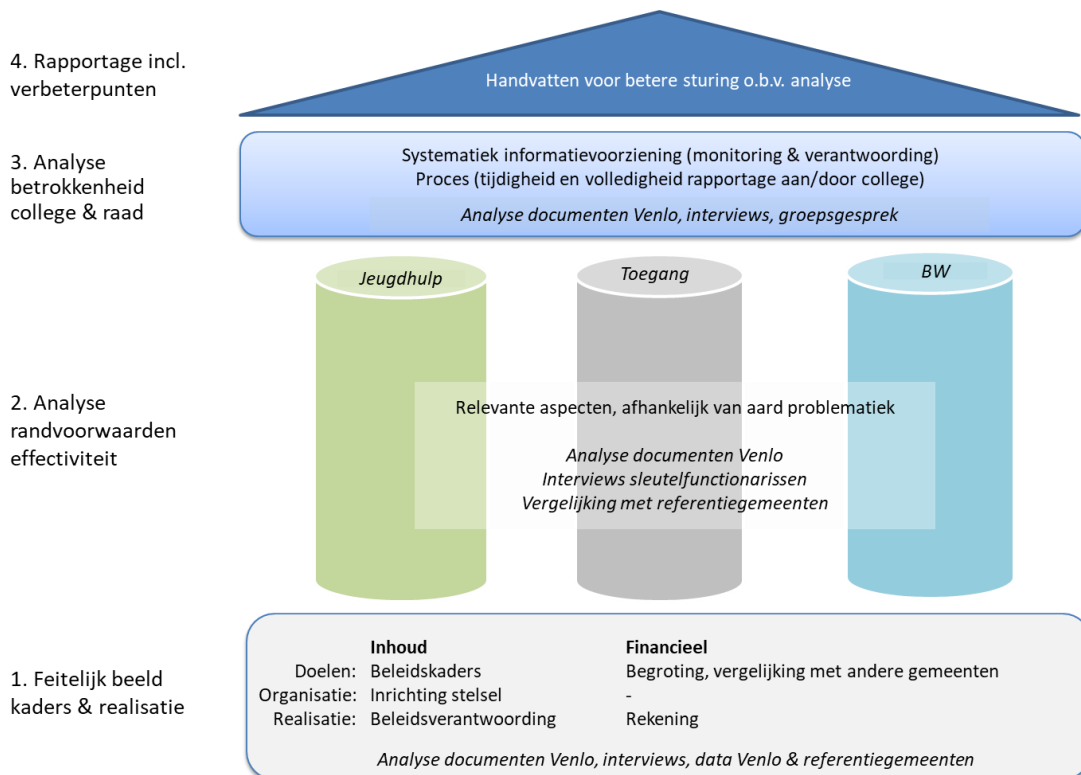 4. Rapportage incl.
verbeterpunten
Handvatten voor betere sturing o.b.v. analyse
3. Analyse
betrokkenheid
college & raad
Systematiek informatievoorziening (monitoring & verantwoording)
Proces (tijdigheid en volledigheid rapportage aan/door college)
Analyse documenten Venlo, interviews, groepsgesprek
Jeugdhulp
Toegang
BW
2. Analyse
randvoorwaarden
effectiviteit
Relevante aspecten, afhankelijk van aard problematiek
Analyse documenten Venlo
Interviews sleutelfunctionarissen
Vergelijking met referentiegemeenten
1. Feitelijk beeld
kaders & realisatie
Inhoud Financieel
Doelen: Beleidskaders Begroting, vergelijking met andere gemeenten
Organisatie: Inrichting stelsel -
Realisatie: Beleidsverantwoording Rekening
Analyse documenten Venlo, interviews, data Venlo & referentiegemeenten